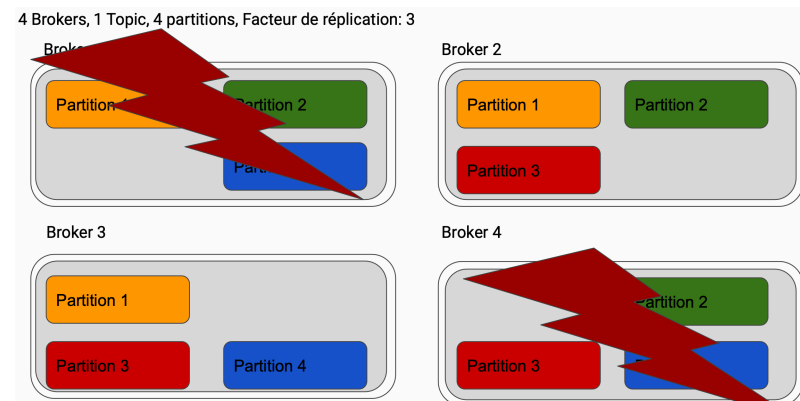 4 Brokers, 1 Topic, 4 partitions, Facteur de réplication: 3
Broker 2
Partition 2
Partition 1
Partition 2
Partition 3
Broker 3
Broker 4
Partition 1
Partition 2
Partition 3
Partition 4
Partition 3